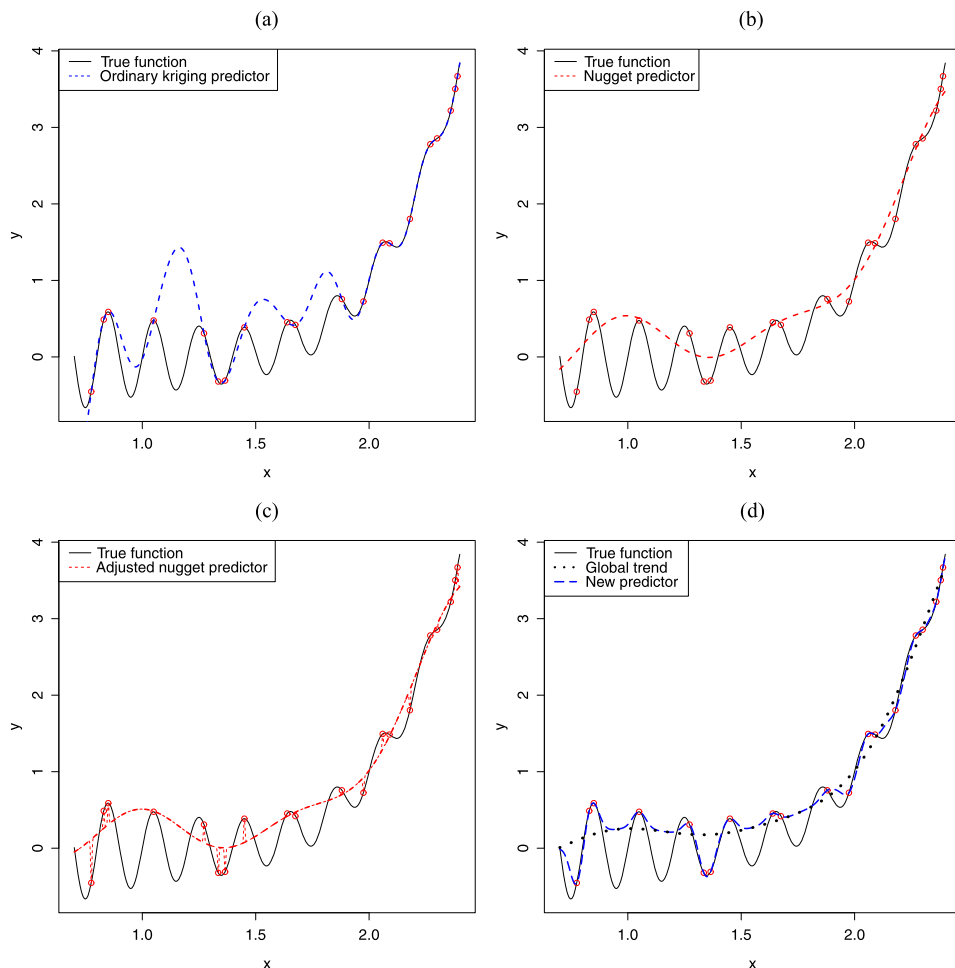 (a)
True function
Ordinary kriging predictor
4
3
2
1
0
y
1.0 1.5 2.0
x
(b)
True function
Nugget predictor
4
3
2
1
0
y
1.0 1.5 2.0
x
(c)
True function
Adjusted nugget predictor
4
3
2
1
0
y
1.0 1.5 2.0
x
(d)
True function
Global trend
New predictor
4
3
2
1
0
y
1.0 1.5 2.0
x